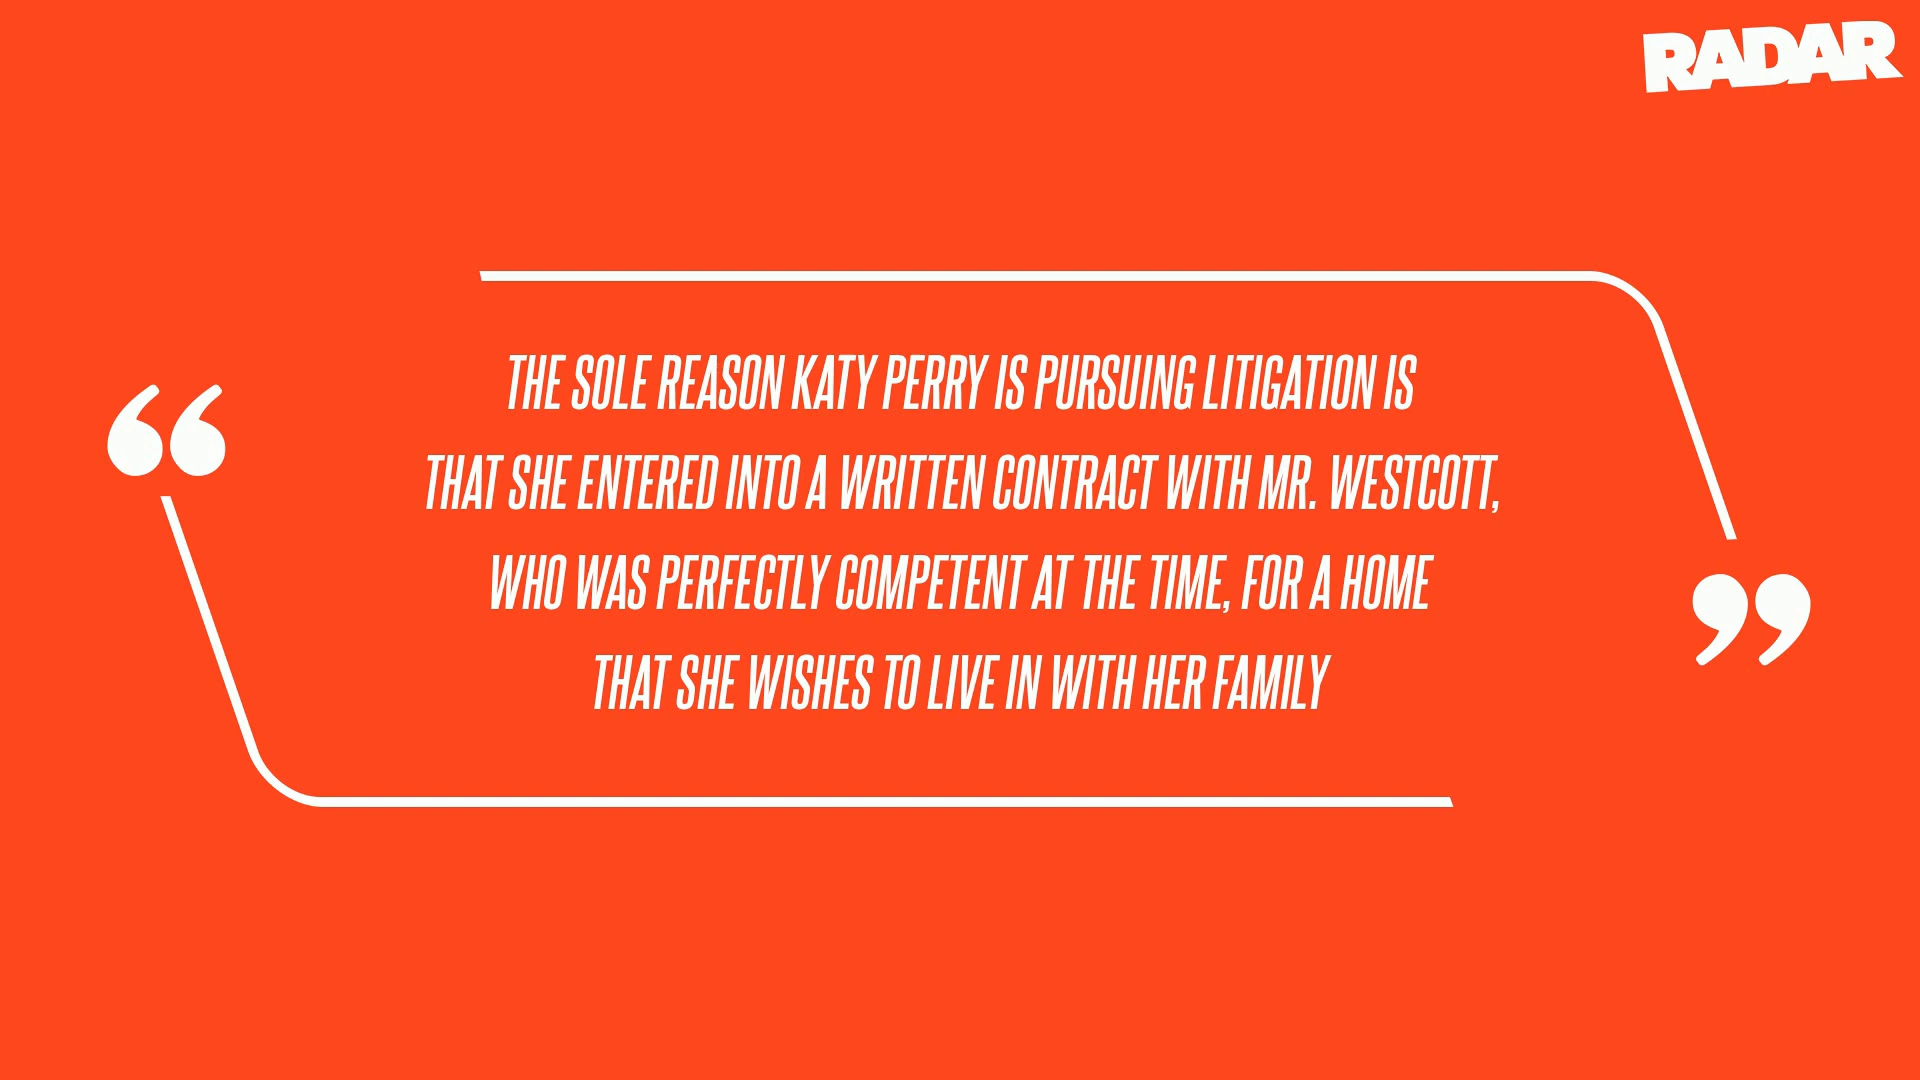 RADAR
THE SOLE REASON KATY PERRY IS PURSUING LITIGATION IS
THAT SHE ENTERED INTO A WRITTEN CONTRACT WITH MR. WESTCOTT,
WHO WAS PERFECTLY COMPETENT AT THE TIME, FOR A HOME
THAT SHE WISHES TO LIVE IN WITH HER FAMILY